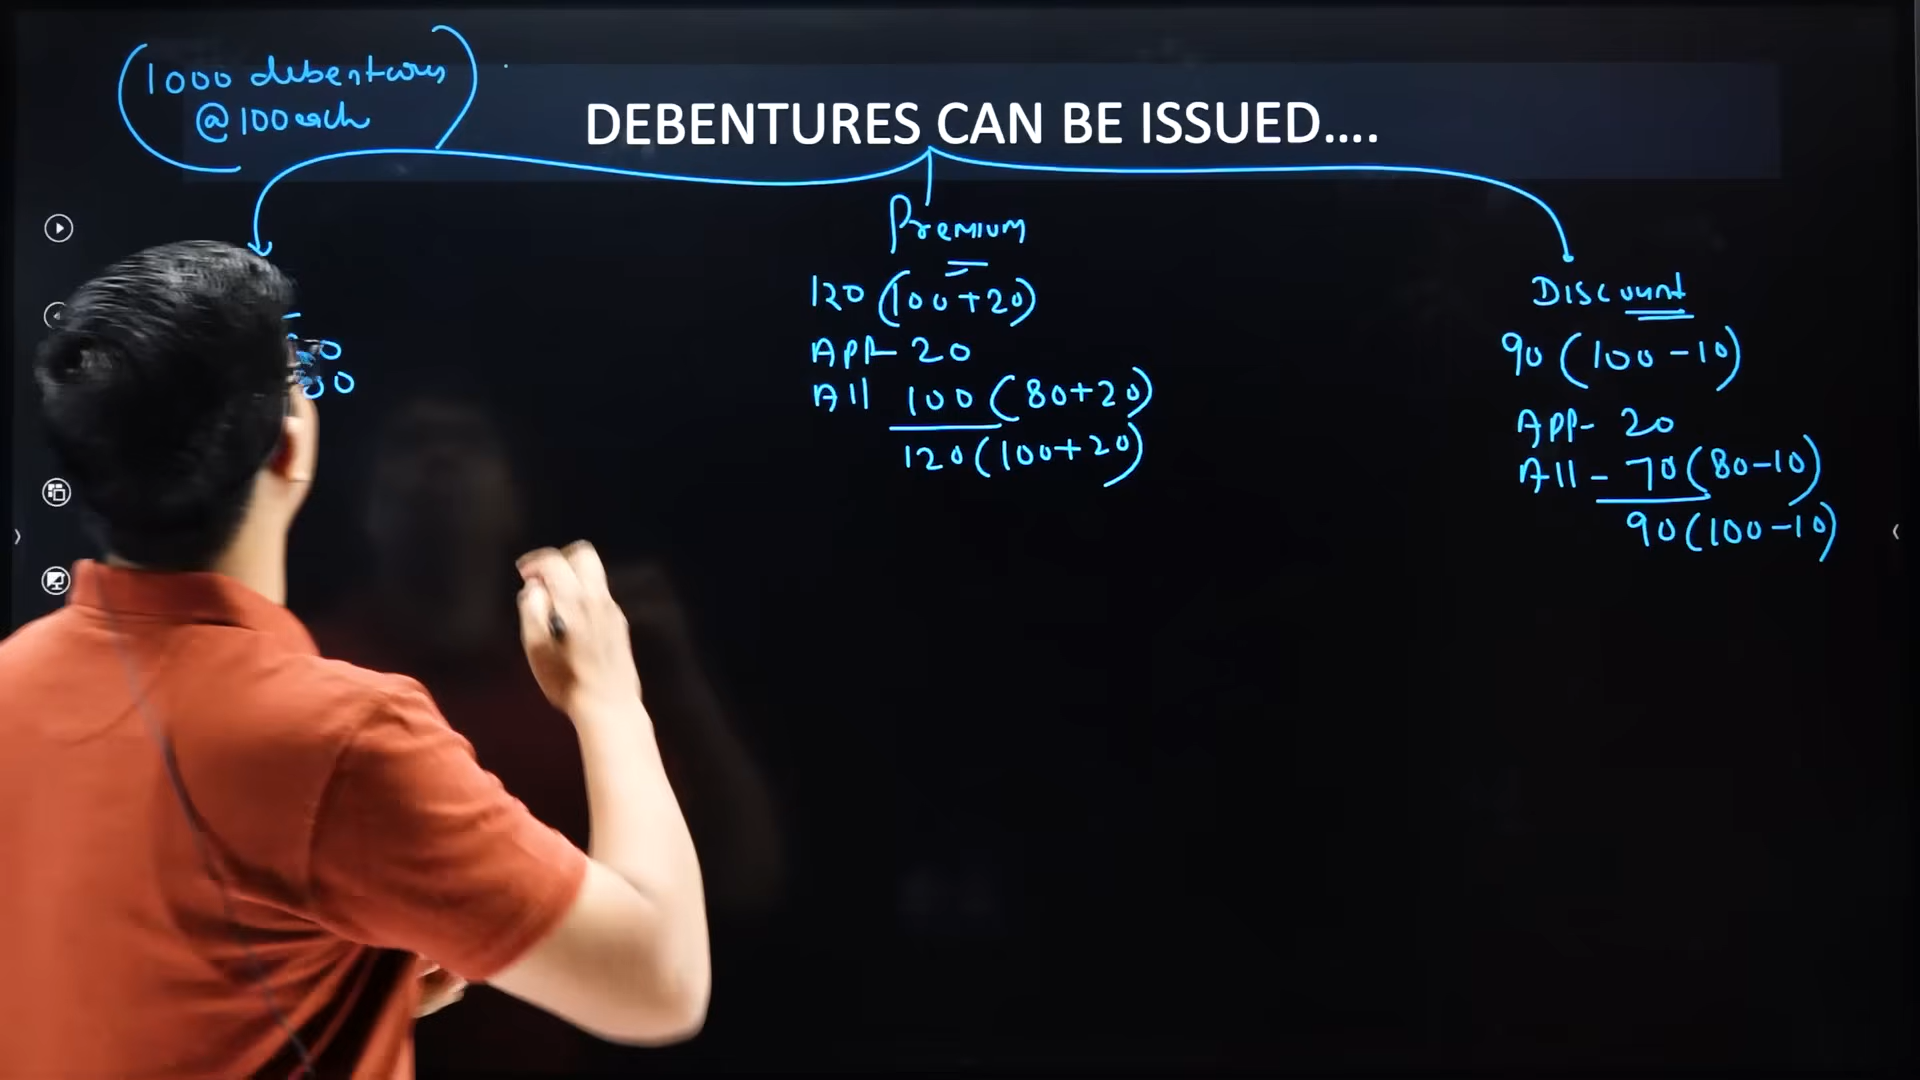 1000 debentures
@ 100 each
DEBENTURES CAN BE ISSUED....
Premium
120 (100+20)
APP- 20
All 100 (80+20)
120 (100+20)
Discount
90 (100-10)
APP- 20
All - 70 (80-10)
90 (100-10)